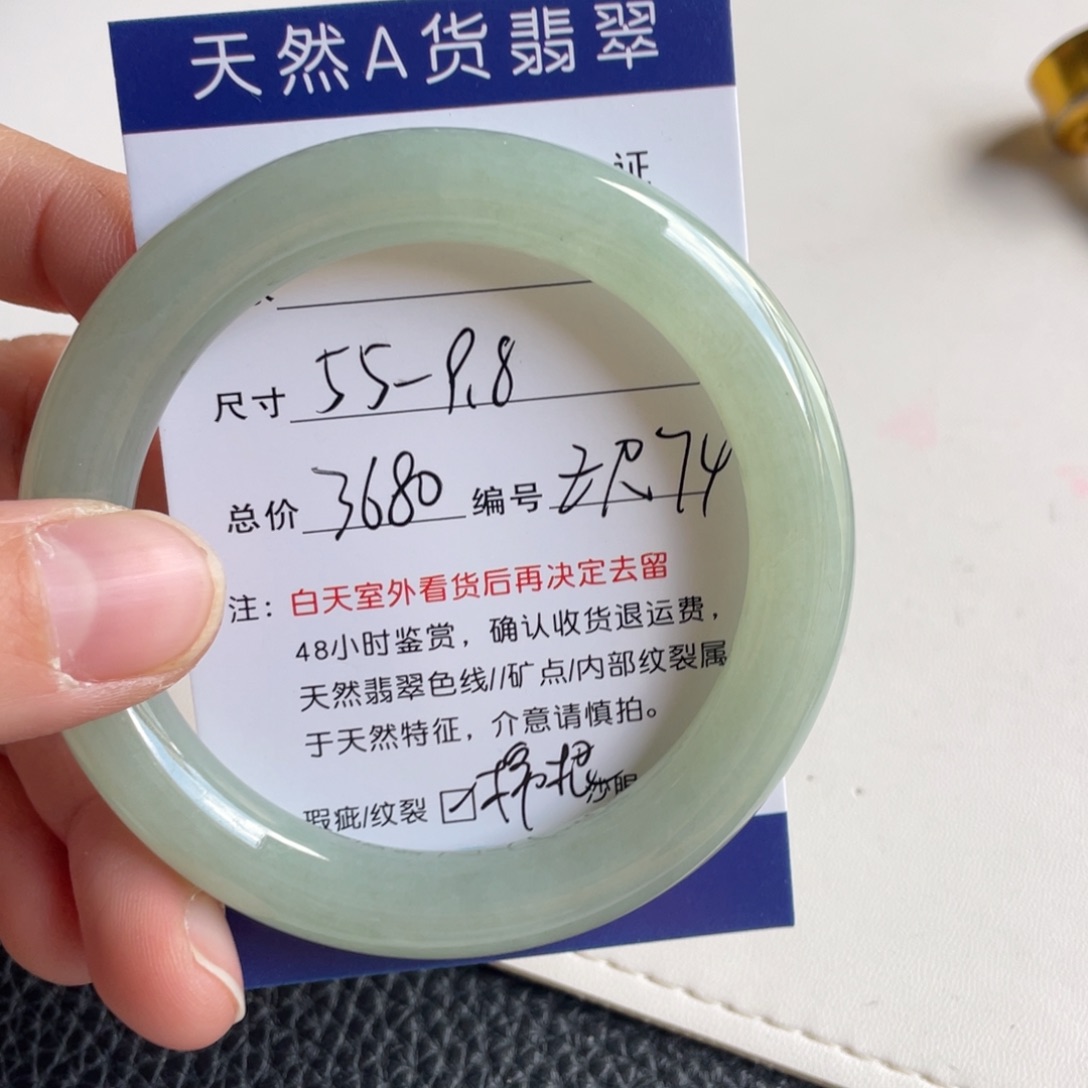 天然A货翡翠
证
尺寸 55-9.8
总价 3680 编号 74
注：白天室外看货后再决定去留
48小时鉴赏，确认收货退运费，
天然翡翠色线//矿点/内部纹裂属
于天然特征，介意请慎拍。
瑕疵/纹裂 ☑